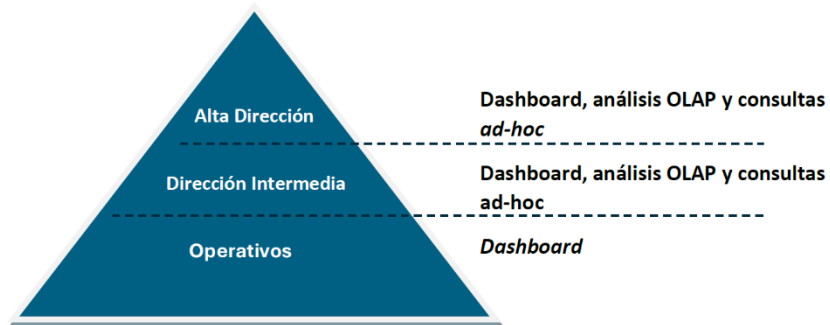 Alta Dirección
Dashboard, análisis OLAP y consultas
ad-hoc
Dirección Intermedia
Dashboard, análisis OLAP y consultas
ad-hoc
Operativos
Dashboard